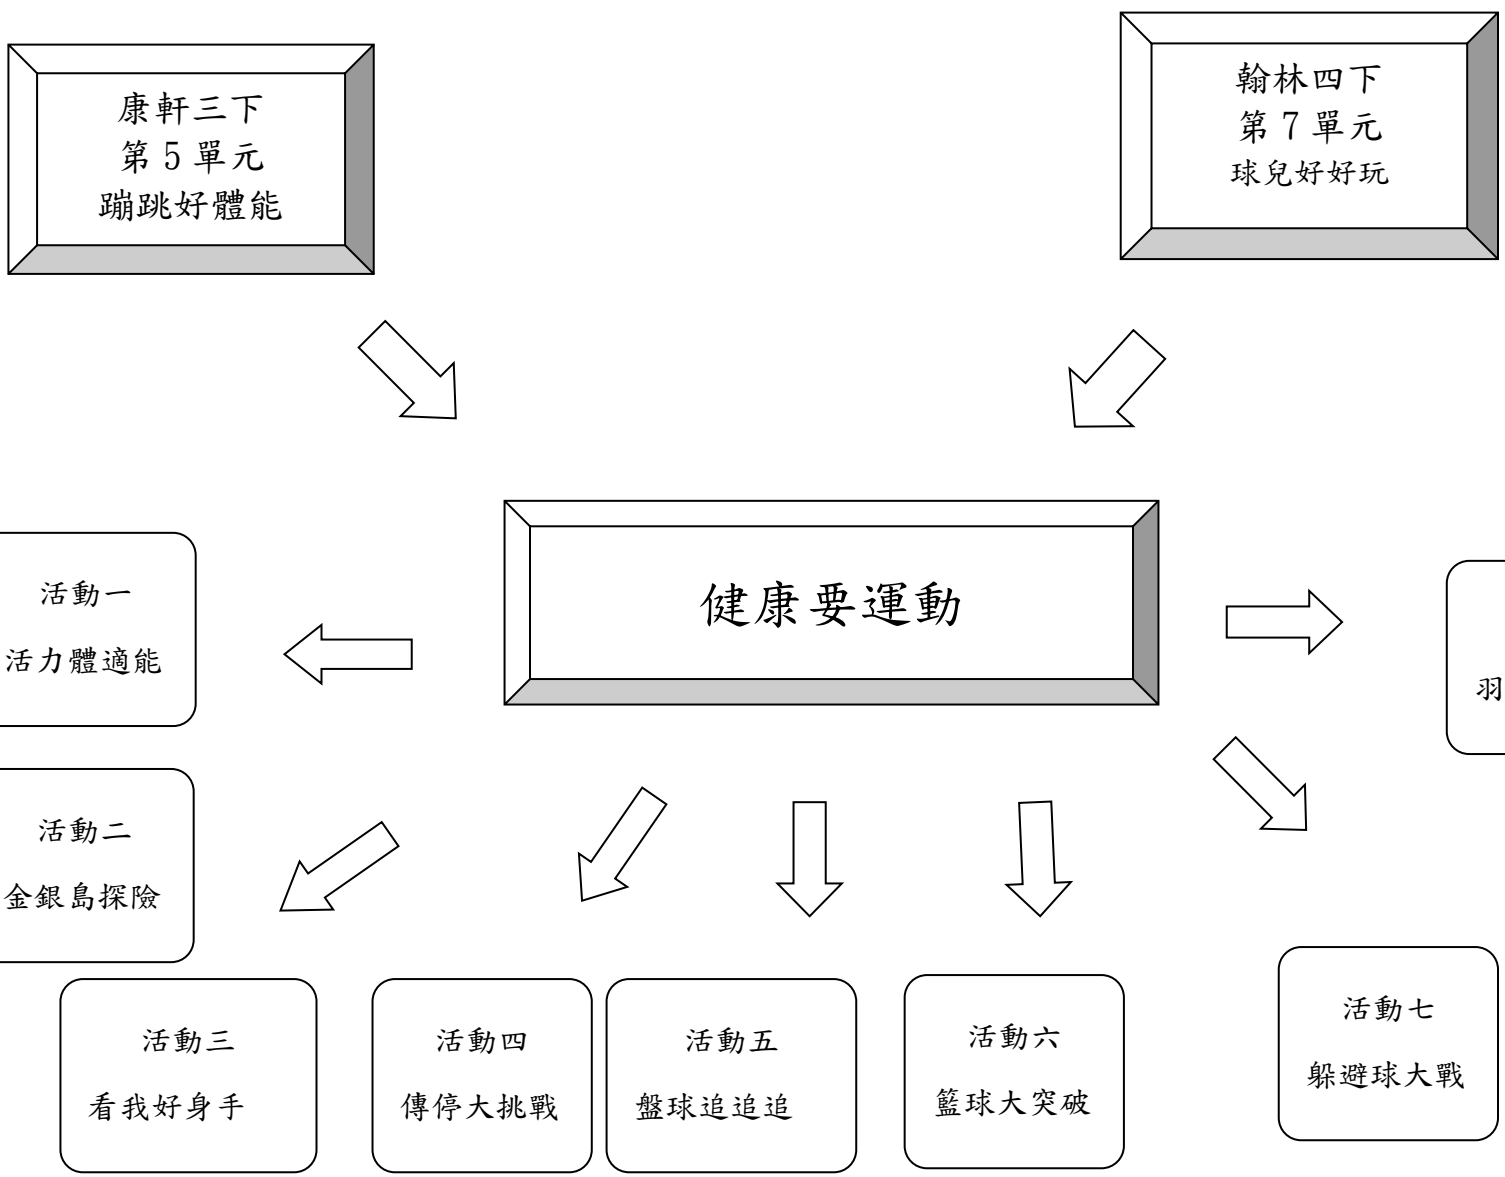 康軒三下
第5單元
蹦跳好體能
翰林四下
第7單元
球兒好好玩
健康要運動
活動一
活力體適能
羽
活動二
金銀島探險
活動三
看我好身手
活動四
傳停大挑戰
活動五
盤球追追追
活動六
籃球大突破
活動七
躲避球大戰